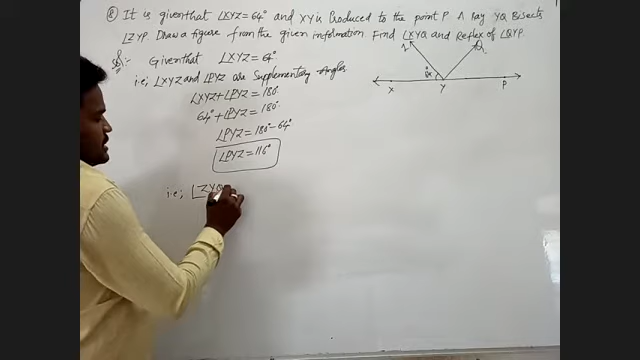 ⑧ It is given that ∠XYZ = 64° and XY is Produced to the point P A Ray YQ Bisects
∠ZYP. Draw a figure from the given information. Find ∠XYQ and Reflex of ∠QYP.
Sol:- Given that ∠XYZ = 64°
i.e; ∠XYZ and ∠PYZ are Supplementary Angles
∠XYZ + ∠PYZ = 180°
64° + ∠PYZ = 180°
∠PYZ = 180° - 64°
∠PYZ = 116°
i.e; ∠ZYQ
Z Q
64°
X Y P